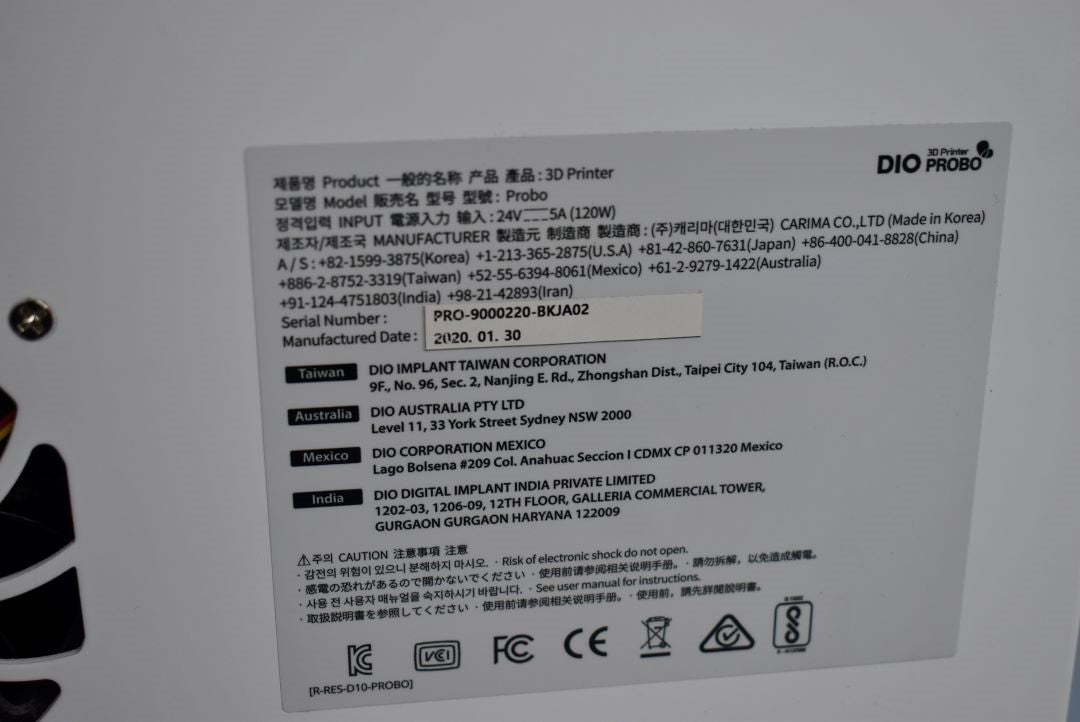 DIO 3D Printer PROBO
제품명 Product 一般的名称 产品 產品 : 3D Printer
모델명 Model 販売名 型号 型號 : Probo
정격입력 INPUT 電源入力 输入 : 24V 5A (120W)
제조자/제조국 MANUFACTURER 製造元 制造商 製造商 : (주)캐리마(대한민국) CARIMA CO.,LTD (Made in Korea)
A / S : +82-1599-3875(Korea) +1-213-365-2875(U.S.A) +81-42-860-7631(Japan) +86-400-041-8828(China)
+886-2-8752-3319(Taiwan) +52-55-6394-8061(Mexico) +61-2-9279-1422(Australia)
+91-124-4751803(India) +98-21-42893(Iran)
Serial Number : PRO-9000220-BKJA02
Manufactured Date : 2020. 01. 30
Taiwan DIO IMPLANT TAIWAN CORPORATION
9F., No. 96, Sec. 2, Nanjing E. Rd., Zhongshan Dist., Taipei City 104, Taiwan (R.O.C.)
Australia DIO AUSTRALIA PTY LTD
Level 11, 33 York Street Sydney NSW 2000
Mexico DIO CORPORATION MEXICO
Lago Bolsena #209 Col. Anahuac Seccion I CDMX CP 011320 Mexico
India DIO DIGITAL IMPLANT INDIA PRIVATE LIMITED
1202-03, 1206-09, 12TH FLOOR, GALLERIA COMMERCIAL TOWER,
GURGAON GURGAON HARYANA 122009
주의 CAUTION 注意事項 注意
· 감전의 위험이 있으니 분해하지 마시오. · Risk of electronic shock do not open.
· 感電の恐れがあるので開かないでください · 使用前请参阅相关说明手册。 · 請勿拆解，以免造成觸電。
· 사용 전 사용자 매뉴얼을 숙지하시기 바랍니다. · See user manual for instructions.
· 取扱説明書を参照してください · 使用前请参阅相关说明手册。 · 使用前，請先詳閱說明書。
VCI FC CE
[R-RES-D10-PROBO]